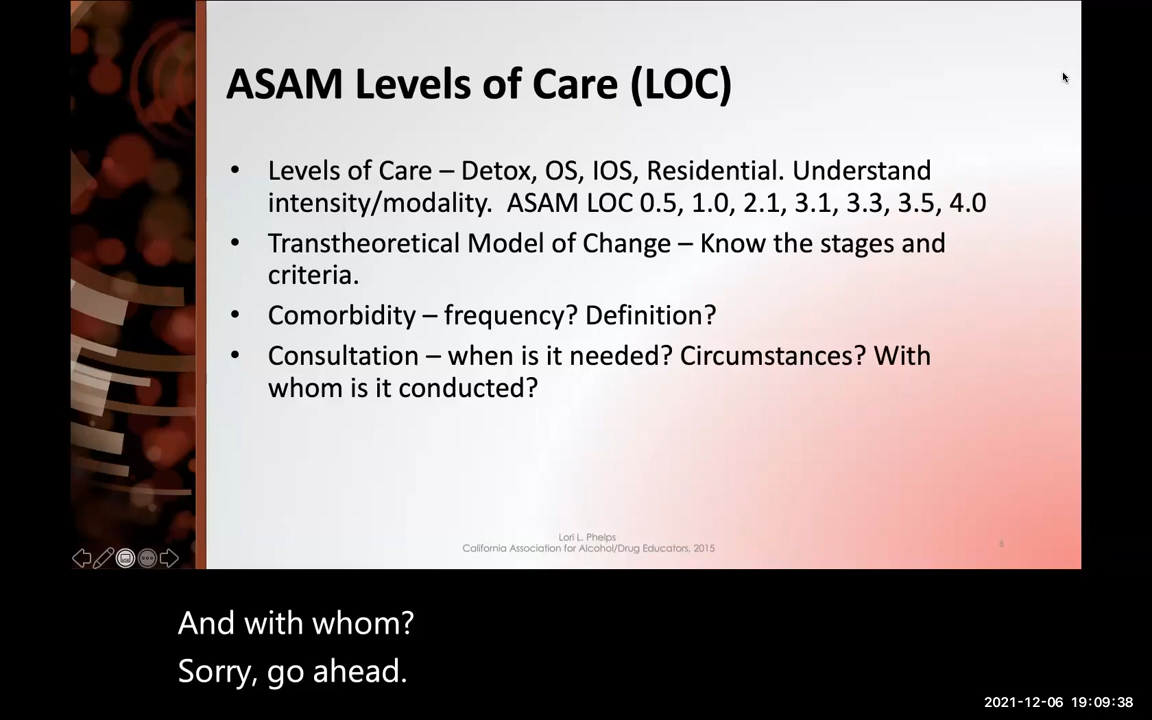 ASAM Levels of Care (LOC)
• Levels of Care – Detox, OS, IOS, Residential. Understand
intensity/modality.  ASAM LOC 0.5, 1.0, 2.1, 3.1, 3.3, 3.5, 4.0
• Transtheoretical Model of Change – Know the stages and
criteria.
• Comorbidity – frequency? Definition?
• Consultation – when is it needed? Circumstances? With
whom is it conducted?
Lori L. Phelps
California Association for Alcohol/Drug Educators, 2015
6
And with whom?
Sorry, go ahead.
2021-12-06 19:09:38